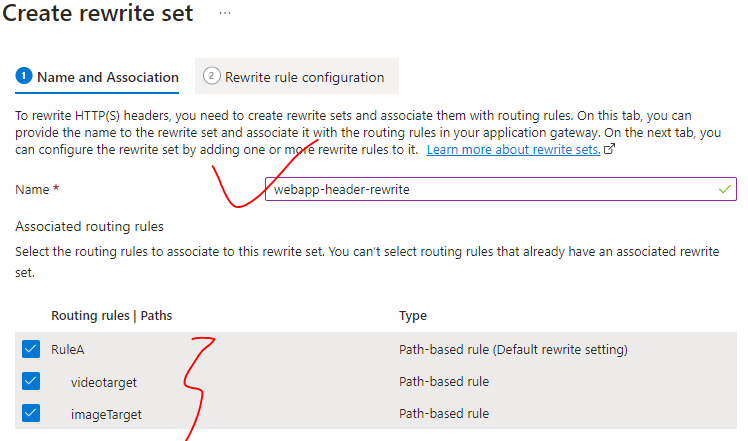 Create rewrite set ...
1 Name and Association 2 Rewrite rule configuration
To rewrite HTTP(S) headers, you need to create rewrite sets and associate them with routing rules. On this tab, you can
provide the name to the rewrite set and associate it with the routing rules in your application gateway. On the next tab, you
can configure the rewrite set by adding one or more rewrite rules to it. Learn more about rewrite sets.
Name * webapp-header-rewrite
Associated routing rules
Select the routing rules to associate to this rewrite set. You can't select routing rules that already have an associated rewrite
set.
Routing rules | Paths Type
RuleA Path-based rule (Default rewrite setting)
videotarget Path-based rule
imageTarget Path-based rule